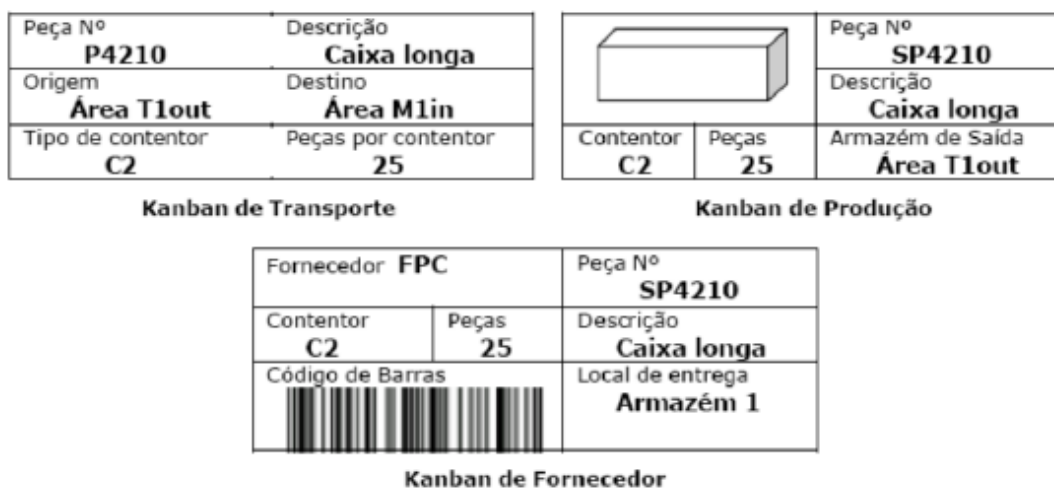 Peça Nº
P4210
Descrição
Caixa longa
Origem
Área T1out
Destino
Área M1in
Tipo de contentor
C2
Peças por contentor
25
Kanban de Transporte
Peça Nº
SP4210
Descrição
Caixa longa
Contentor
C2
Peças
25
Armazém de Saída
Área T1out
Kanban de Produção
Fornecedor FPC
Peça Nº
SP4210
Contentor
C2
Peças
25
Descrição
Caixa longa
Código de Barras
Local de entrega
Armazém 1
Kanban de Fornecedor